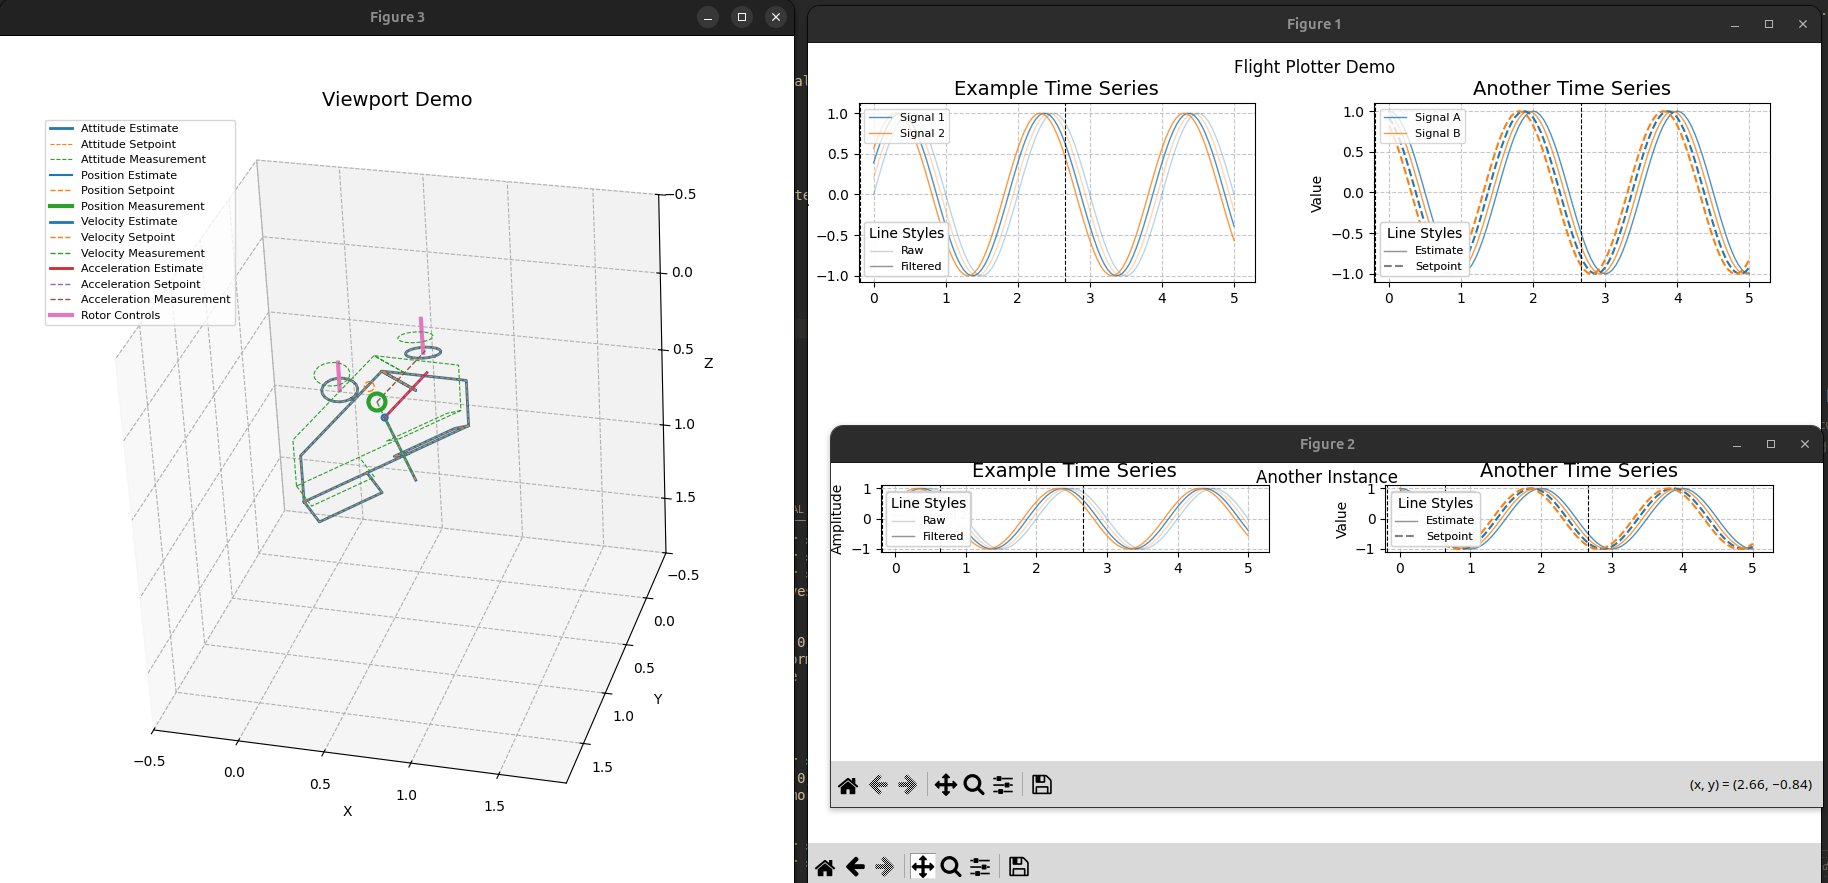 Figure 3
Viewport Demo
Attitude Estimate
Attitude Setpoint
Attitude Measurement
Position Estimate
Position Setpoint
Position Measurement
Velocity Estimate
Velocity Setpoint
Velocity Measurement
Acceleration Estimate
Acceleration Setpoint
Acceleration Measurement
Rotor Controls
−0.5
0.0
0.5
1.0
1.5
Z
−0.5
0.0
0.5
1.0
1.5
Y
−0.5
0.0
0.5
1.0
1.5
X
Figure 1
Flight Plotter Demo
Example Time Series
1.0
0.5
0.0
−0.5
−1.0
Signal 1
Signal 2
Line Styles
Raw
Filtered
0 1 2 3 4 5
Another Time Series
Value
1.0
0.5
0.0
−0.5
−1.0
Signal A
Signal B
Line Styles
Estimate
Setpoint
0 1 2 3 4 5
Figure 2
Another Instance
Example Time Series
Amplitude
1
0
−1
Line Styles
Raw
Filtered
0 1 2 3 4 5
Another Time Series
Value
1
0
−1
Line Styles
Estimate
Setpoint
0 1 2 3 4 5
(x, y) = (2.66, −0.84)